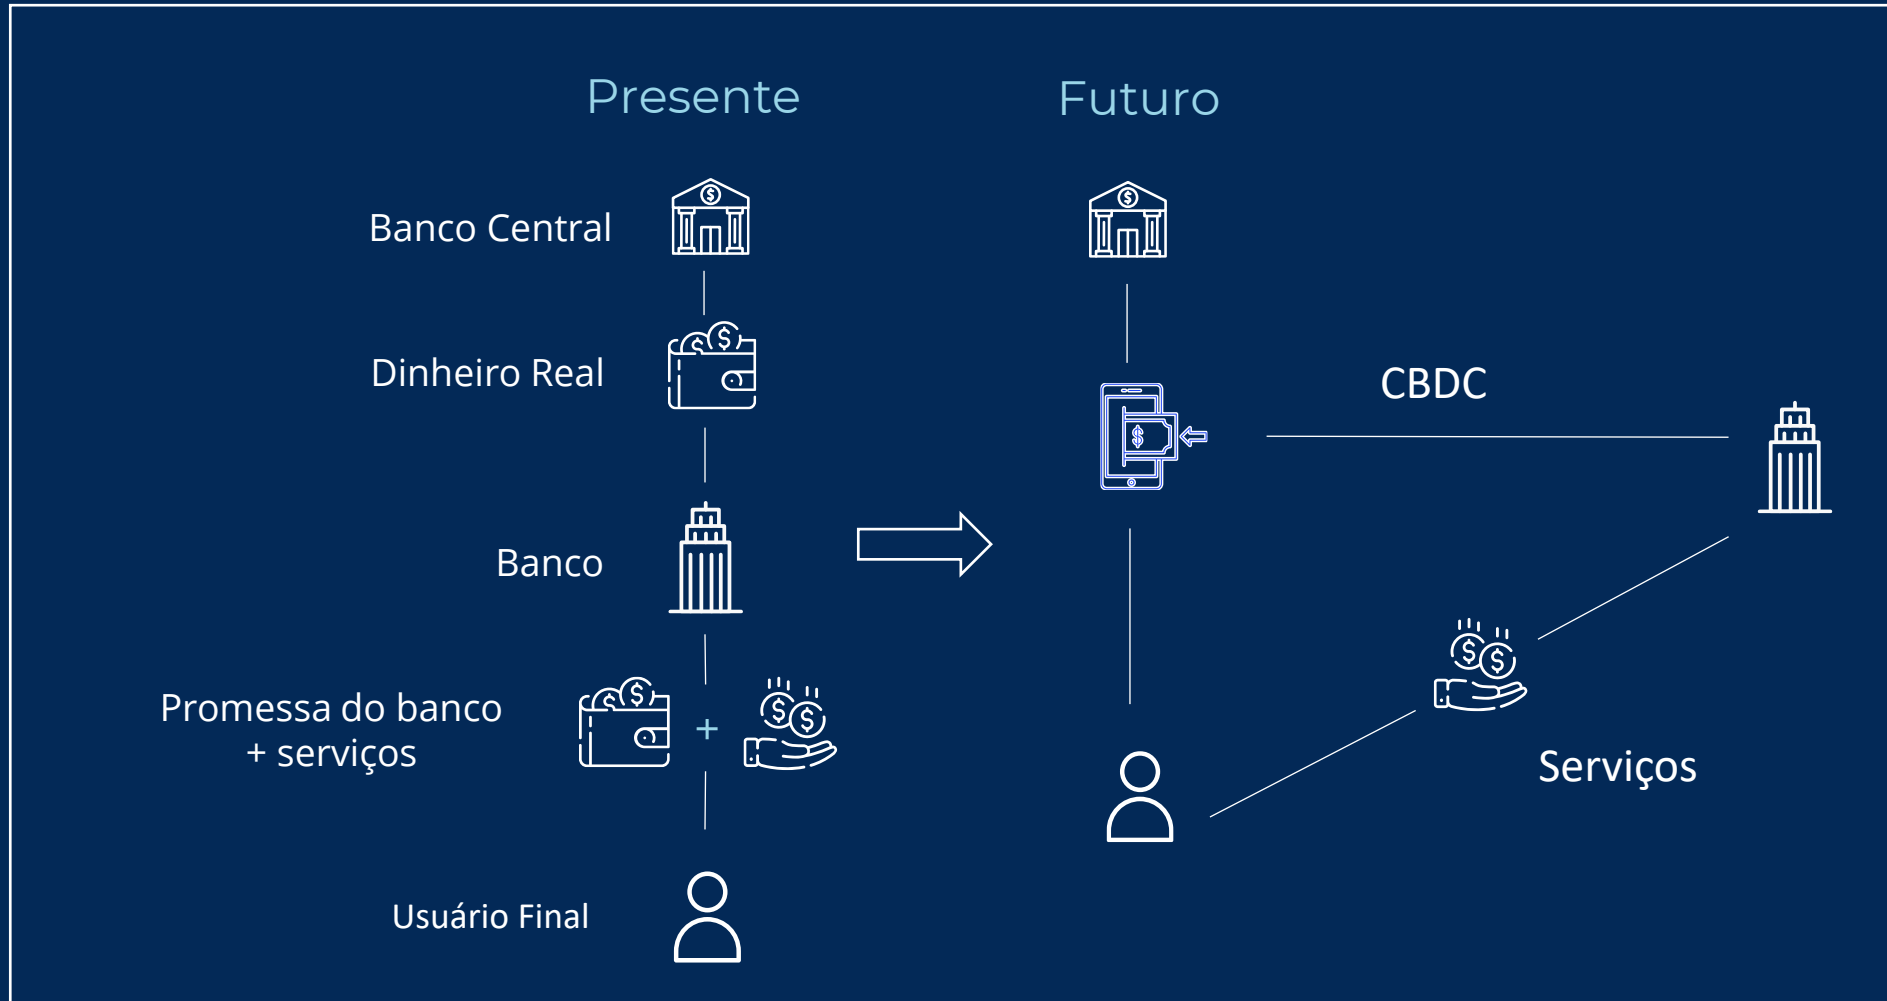 Presente
Futuro
Banco Central
Dinheiro Real
CBDC
Banco
Promessa do banco
+ serviços
+
Serviços
Usuário Final